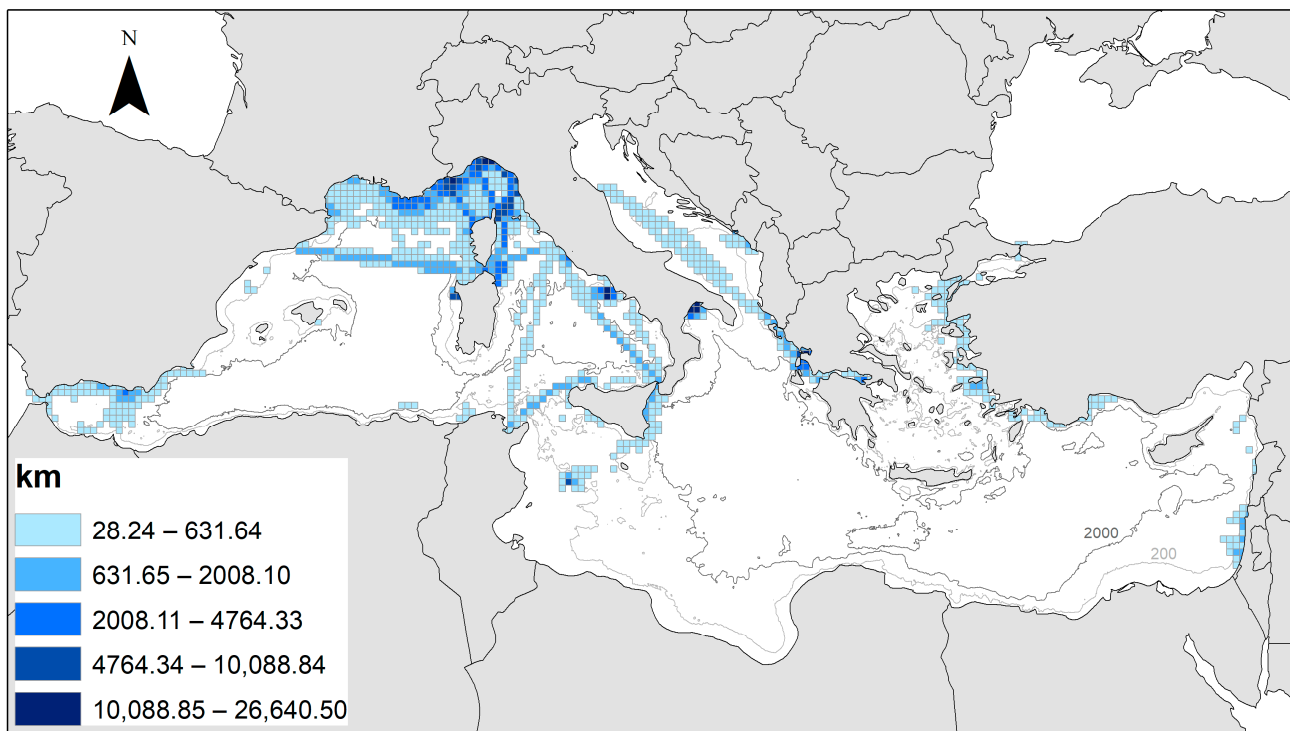 N
km
28.24 – 631.64
631.65 – 2008.10
2008.11 – 4764.33
4764.34 – 10,088.84
10,088.85 – 26,640.50
2000
200